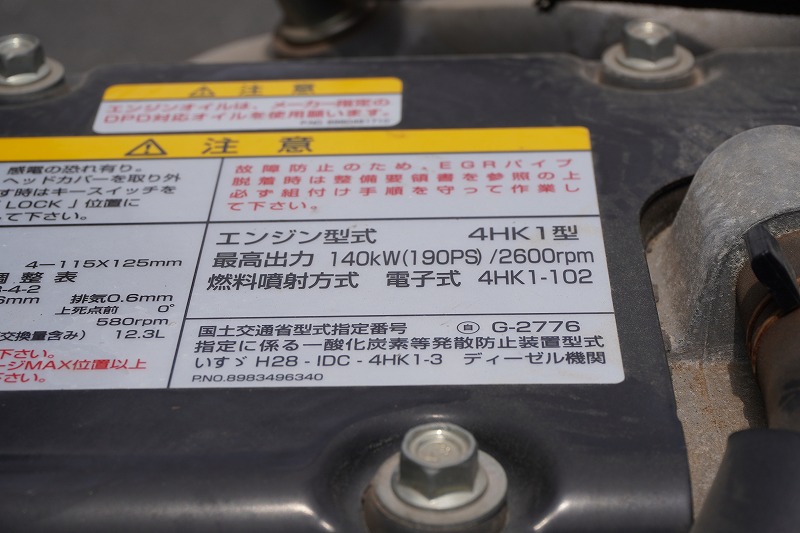 注意
エンジンオイルは、メーカー指定の
DPD対応オイルを使用願います。
注意
感電の恐れ有り。
ヘッドカバーを取り外
す時はキースイッチを
LOCK」位置に
て下さい。
故障防止のため、EGRパイプ
脱着時は整備要領書を参照の上
必ず組付け手順を守って作業し
て下さい。
4-115X125mm
調整表
-4-2
6mm 排気0.6mm
上死点前 0°
580rpm
交換量含み) 12.3L
下さい。
ージMAX位置以上
下さい。
エンジン型式 4HK1型
最高出力 140kW(190PS)/2600rpm
燃料噴射方式 電子式 4HK1-102
国土交通省型式指定番号 自 G-2776
指定に係る一酸化炭素等発散防止装置型式
いすゞ H28-IDC-4HK1-3 ディーゼル機関
P.NO.8983496340